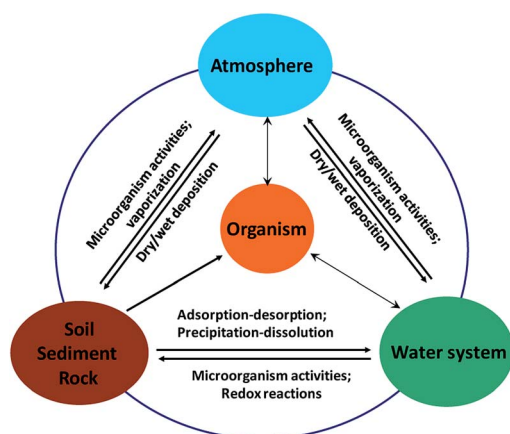 Atmosphere
Microorganism activities;
vaporization
Dry/wet deposition
Microorganism activities;
vaporization
Dry/wet deposition
Organism
Soil
Sediment
Rock
Adsorption-desorption;
Precipitation-dissolution
Water system
Microorganism activities;
Redox reactions